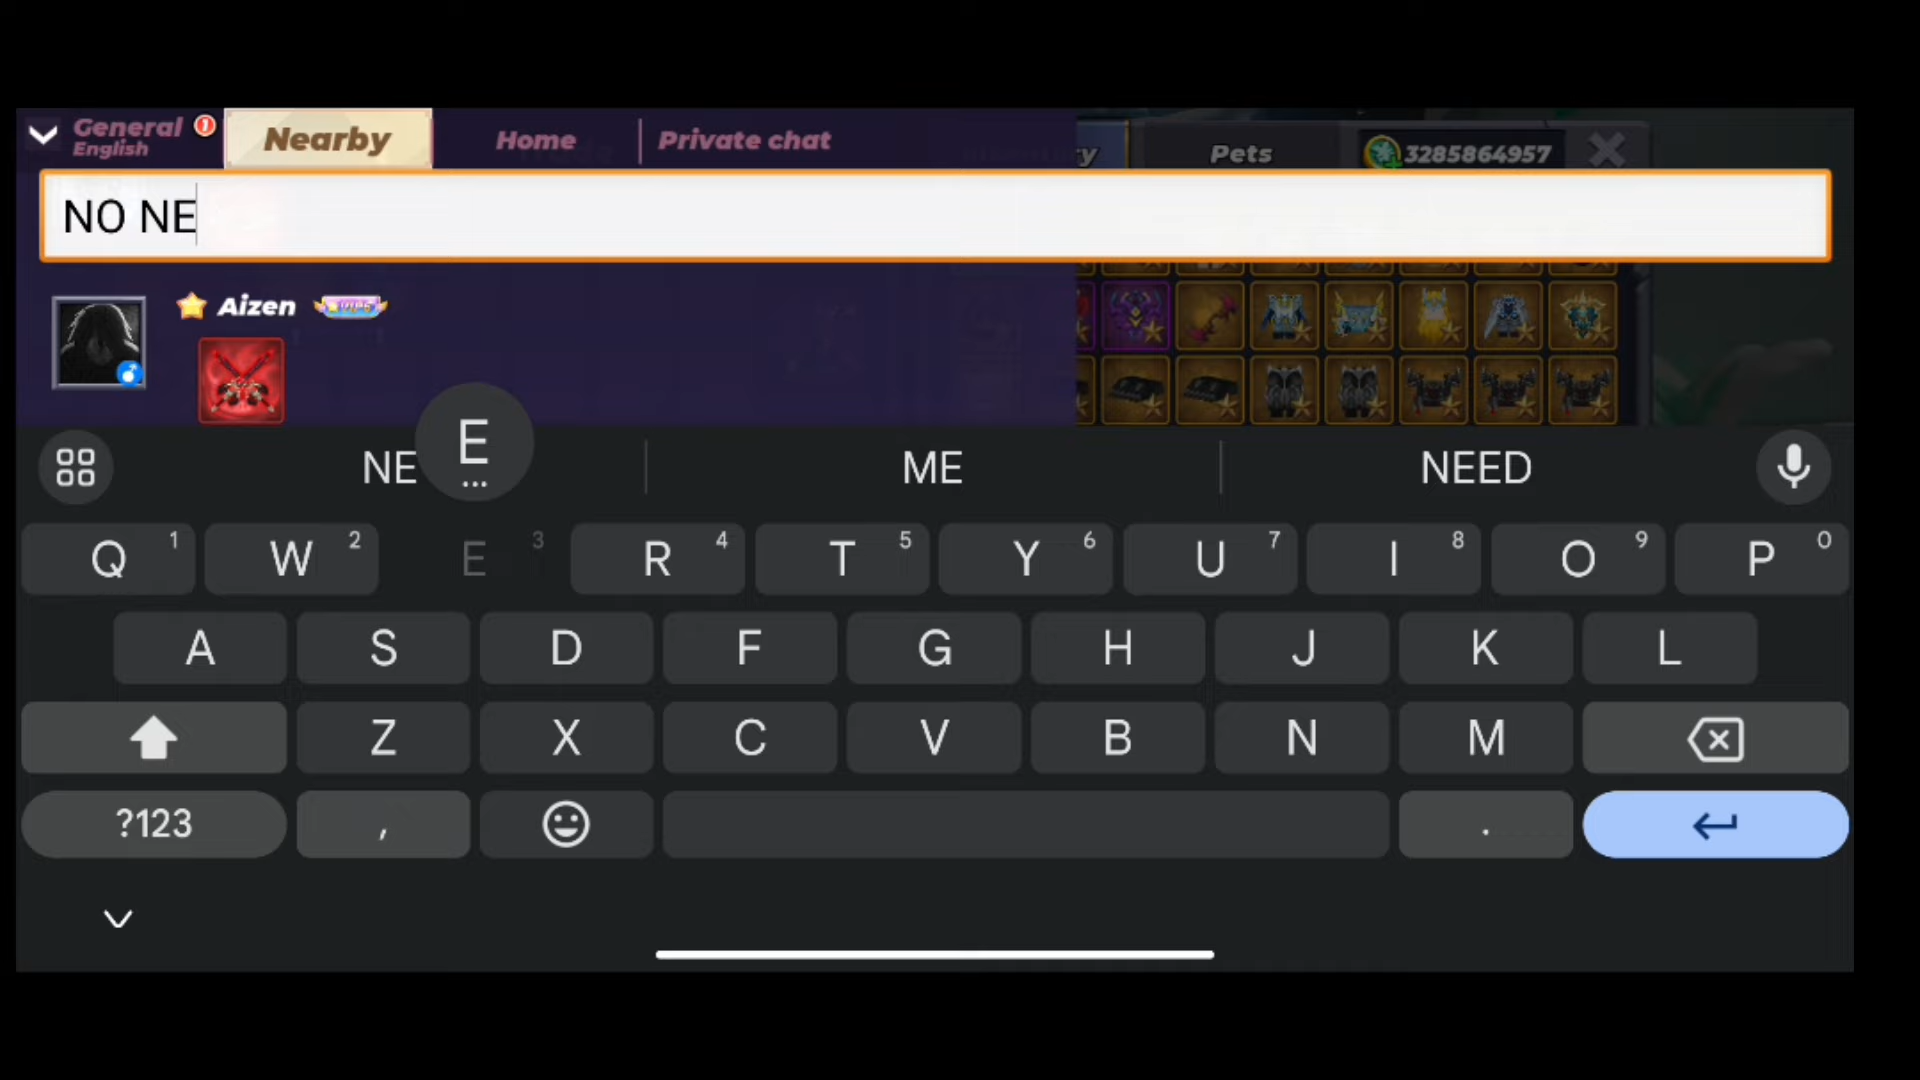 General
English
Nearby
Home
Private chat
Pets
3285864957
NO NE
Aizen
E
...
NE
ME
NEED
Q 1 W 2 E 3 R 4 T 5 Y 6 U 7 I 8 O 9 P 0
A S D F G H J K L
Z X C V B N M
?123 , .